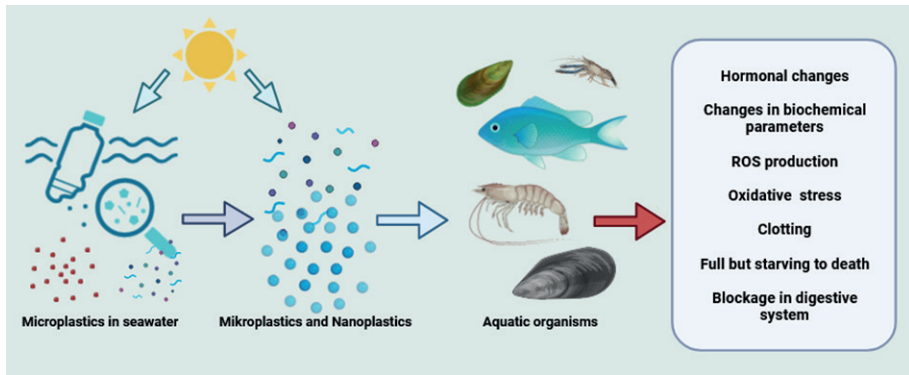 Microplastics in seawater
Mikroplastics and Nanoplastics
Aquatic organisms
Hormonal changes
Changes in biochemical
parameters
ROS production
Oxidative stress
Clotting
Full but starving to death
Blockage in digestive
system